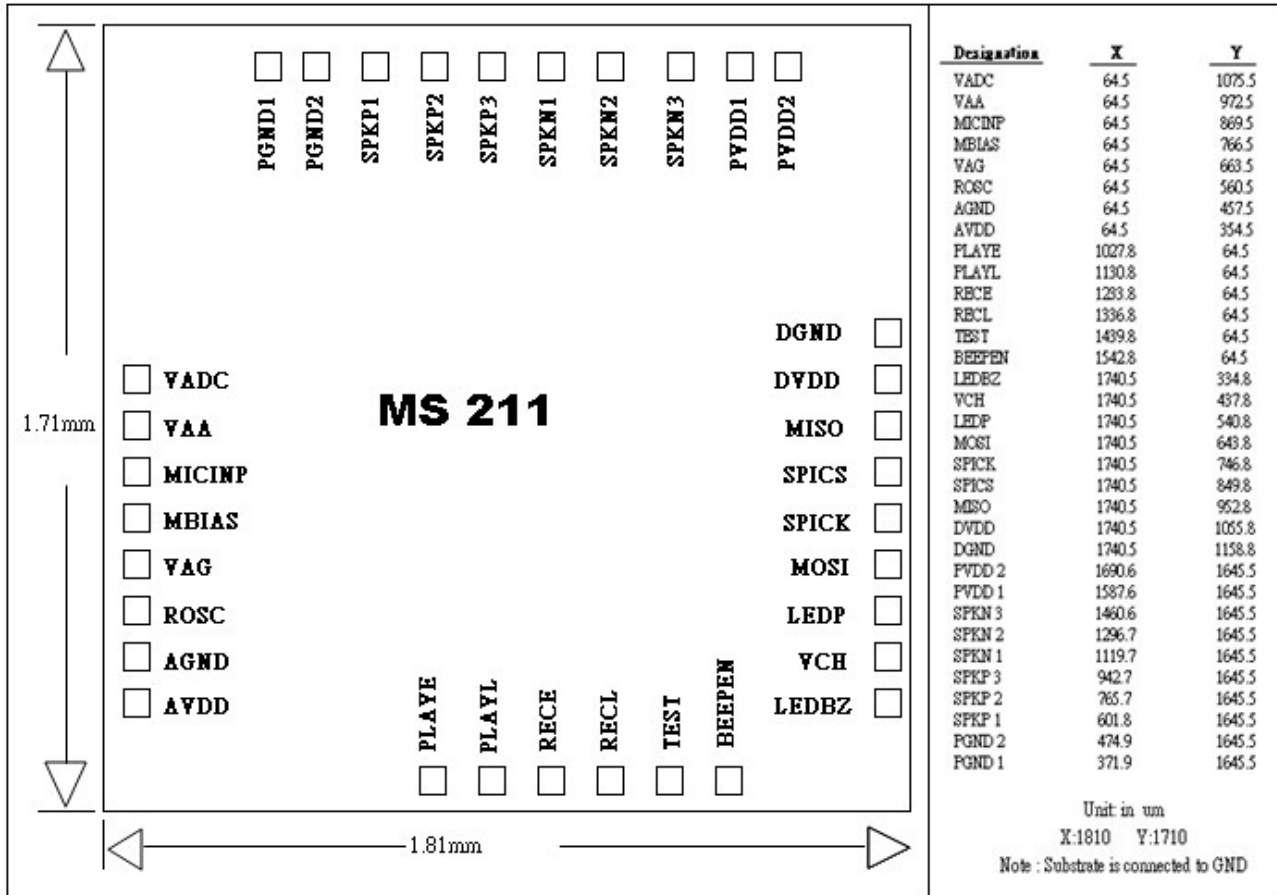 PGND1
PGND2
SPKP1
SPKP2
SPKP3
SPKN1
SPKN2
SPKN3
PVDD1
PVDD2
1.71mm
VADC
VAA
MICINP
MBIAS
VAG
ROSC
AGND
AVDD
MS 211
DGND
DVDD
MISO
SPICS
SPICK
MOSI
LEDP
VCH
LEDBZ
PLAYE
PLAYL
RECE
RECL
TEST
BEEPEN
1.81mm
Designation X Y
VADC 64.5 1075.5
VAA 64.5 972.5
MICINP 64.5 869.5
MBIAS 64.5 766.5
VAG 64.5 663.5
ROSC 64.5 560.5
AGND 64.5 457.5
AVDD 64.5 354.5
PLAYE 1027.8 64.5
PLAYL 1130.8 64.5
RECE 1233.8 64.5
RECL 1336.8 64.5
TEST 1439.8 64.5
BEEPEN 1542.8 64.5
LEDBZ 1740.5 334.8
VCH 1740.5 437.8
LEDP 1740.5 540.8
MOSI 1740.5 643.8
SPICK 1740.5 746.8
SPICS 1740.5 849.8
MISO 1740.5 952.8
DVDD 1740.5 1055.8
DGND 1740.5 1158.8
PVDD 2 1690.6 1645.5
PVDD 1 1587.6 1645.5
SPKN 3 1460.6 1645.5
SPKN 2 1296.7 1645.5
SPKN 1 1119.7 1645.5
SPKP 3 942.7 1645.5
SPKP 2 765.7 1645.5
SPKP 1 601.8 1645.5
PGND 2 474.9 1645.5
PGND 1 371.9 1645.5
Unit: in um
X:1810 Y:1710
Note : Substrate is connected to GND